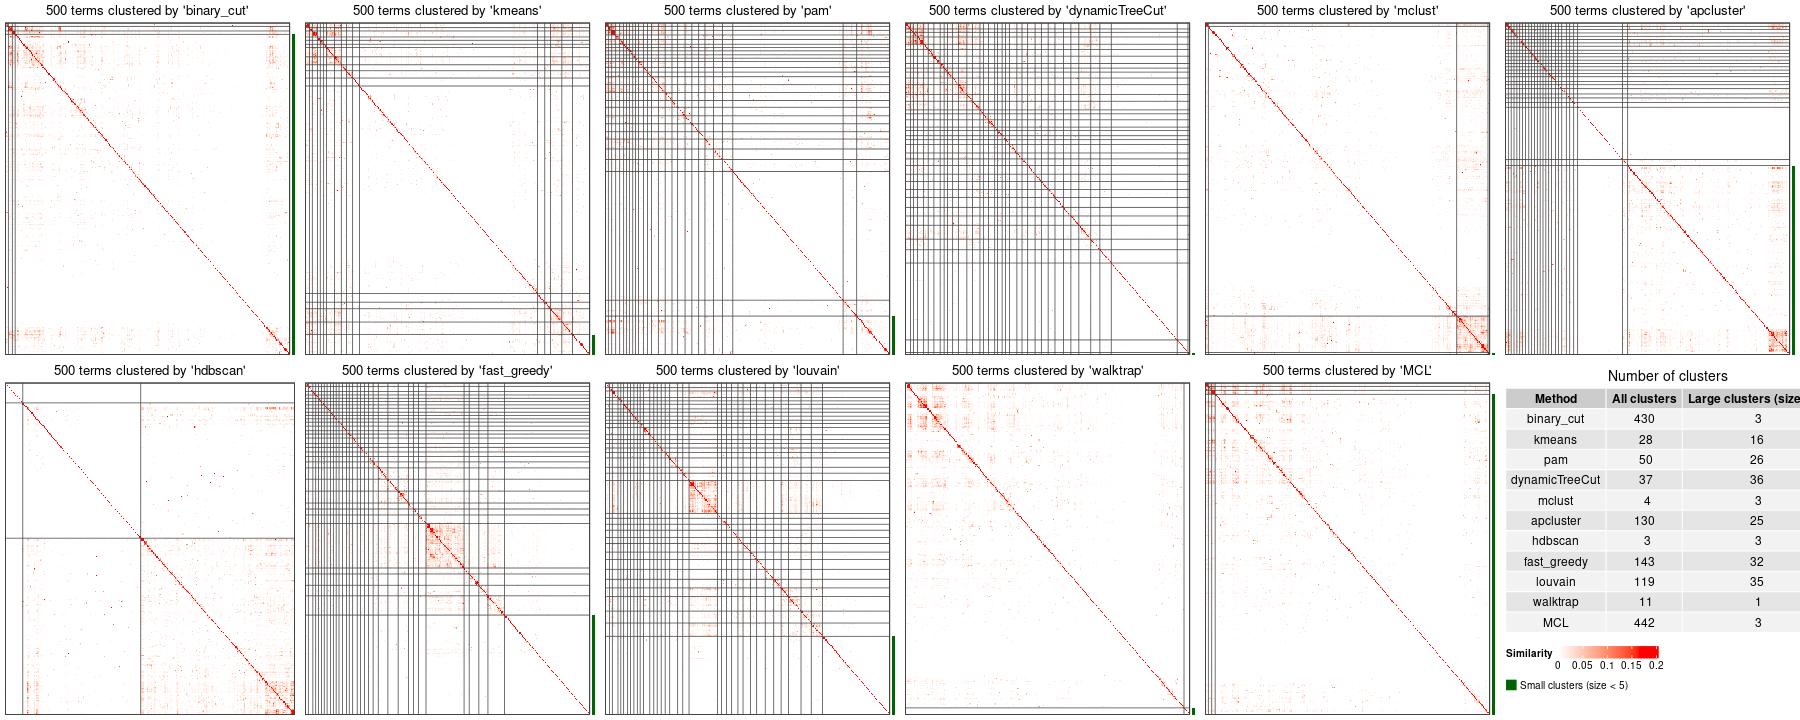 500 terms clustered by 'binary_cut'
500 terms clustered by 'kmeans'
500 terms clustered by 'pam'
500 terms clustered by 'dynamicTreeCut'
500 terms clustered by 'mclust'
500 terms clustered by 'apcluster'
500 terms clustered by 'hdbscan'
500 terms clustered by 'fast_greedy'
500 terms clustered by 'louvain'
500 terms clustered by 'walktrap'
500 terms clustered by 'MCL'
Number of clusters
Method All clusters Large clusters (size
binary_cut 430 3
kmeans 28 16
pam 50 26
dynamicTreeCut 37 36
mclust 4 3
apcluster 130 25
hdbscan 3 3
fast_greedy 143 32
louvain 119 35
walktrap 11 1
MCL 442 3
Similarity
0 0.05 0.1 0.15 0.2
Small clusters (size < 5)